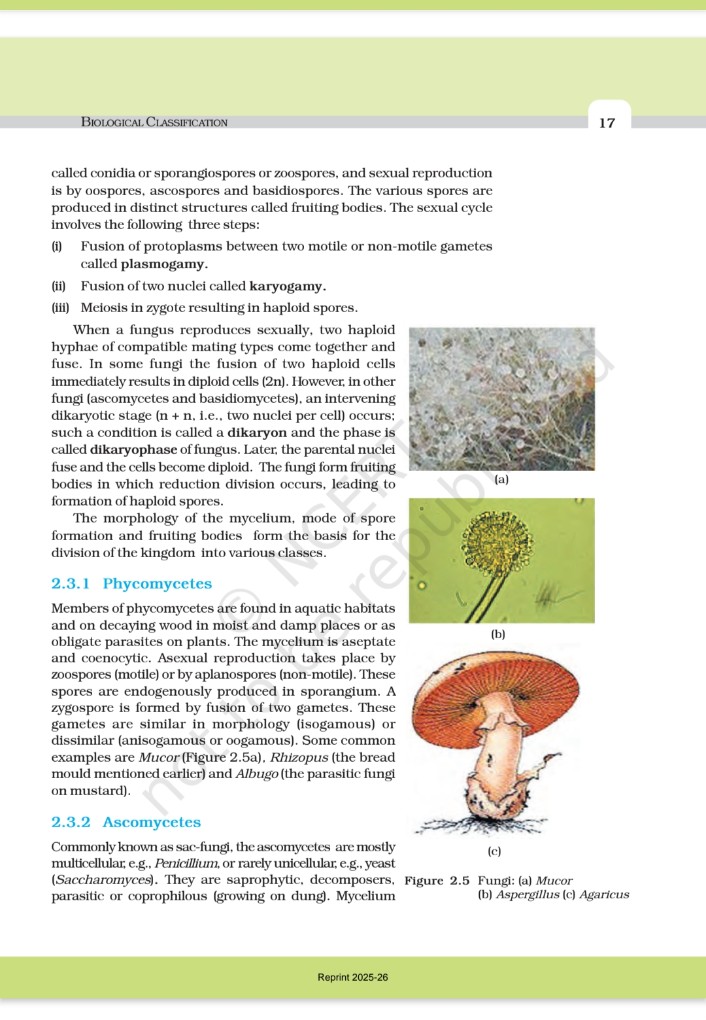 BIOLOGICAL CLASSIFICATION
17
called conidia or sporangiospores or zoospores, and sexual reproduction
is by oospores, ascospores and basidiospores. The various spores are
produced in distinct structures called fruiting bodies. The sexual cycle
involves the following three steps:
(i) Fusion of protoplasms between two motile or non-motile gametes
called plasmogamy.
(ii) Fusion of two nuclei called karyogamy.
(iii) Meiosis in zygote resulting in haploid spores.
When a fungus reproduces sexually, two haploid
hyphae of compatible mating types come together and
fuse. In some fungi the fusion of two haploid cells
immediately results in diploid cells (2n). However, in other
fungi (ascomycetes and basidiomycetes), an intervening
dikaryotic stage (n + n, i.e., two nuclei per cell) occurs;
such a condition is called a dikaryon and the phase is
called dikaryophase of fungus. Later, the parental nuclei
fuse and the cells become diploid. The fungi form fruiting
bodies in which reduction division occurs, leading to
formation of haploid spores.
The morphology of the mycelium, mode of spore
formation and fruiting bodies form the basis for the
division of the kingdom into various classes.
2.3.1 Phycomycetes
Members of phycomycetes are found in aquatic habitats
and on decaying wood in moist and damp places or as
obligate parasites on plants. The mycelium is aseptate
and coenocytic. Asexual reproduction takes place by
zoospores (motile) or by aplanospores (non-motile). These
spores are endogenously produced in sporangium. A
zygospore is formed by fusion of two gametes. These
gametes are similar in morphology (isogamous) or
dissimilar (anisogamous or oogamous). Some common
examples are Mucor (Figure 2.5a), Rhizopus (the bread
mould mentioned earlier) and Albugo (the parasitic fungi
on mustard).
2.3.2 Ascomycetes
Commonly known as sac-fungi, the ascomycetes are mostly
multicellular, e.g., Penicillium, or rarely unicellular, e.g., yeast
(Saccharomyces). They are saprophytic, decomposers,
parasitic or coprophilous (growing on dung). Mycelium
(a)
(b)
(c)
Figure 2.5 Fungi: (a) Mucor
(b) Aspergillus (c) Agaricus
© NCERT
not to be republished
Reprint 2025-26